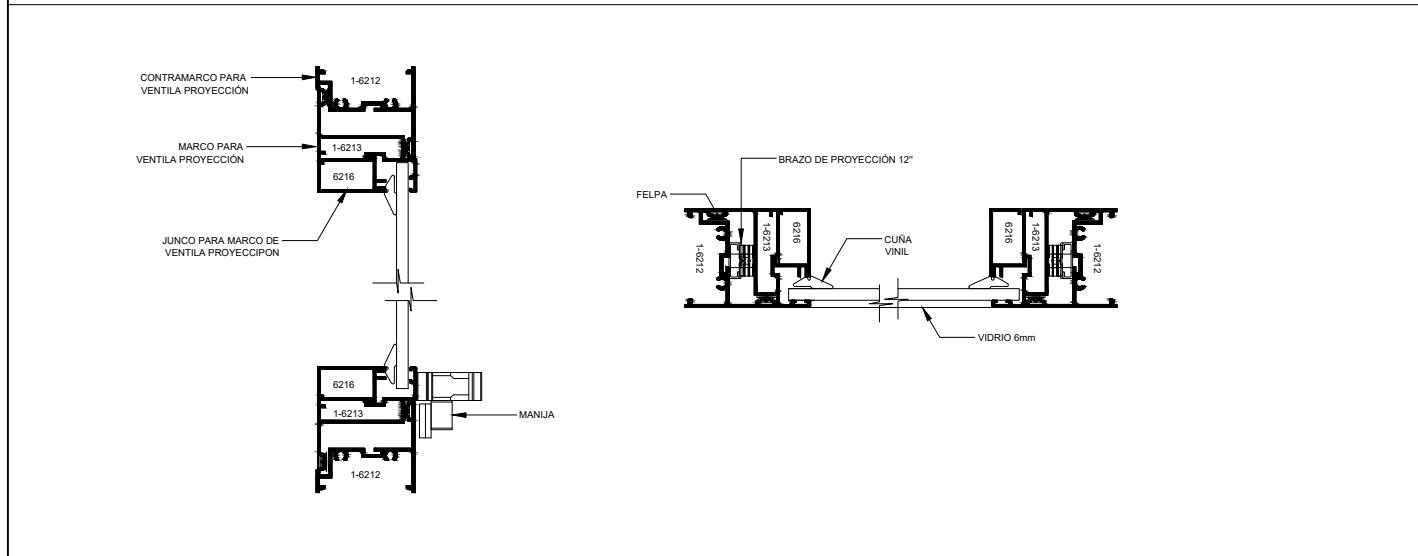 CONTRAMARCO PARA
VENTILA PROYECCIÓN
1-6212
MARCO PARA
VENTILA PROYECCIÓN
1-6213
6216
JUNCO PARA MARCO DE
VENTILA PROYECCIPON
6216
1-6213
MANIJA
1-6212
BRAZO DE PROYECCIÓN 12"
FELPA
1-6212
1-6213
6216
CUÑA
VINIL
6216
1-6213
1-6212
VIDRIO 6mm